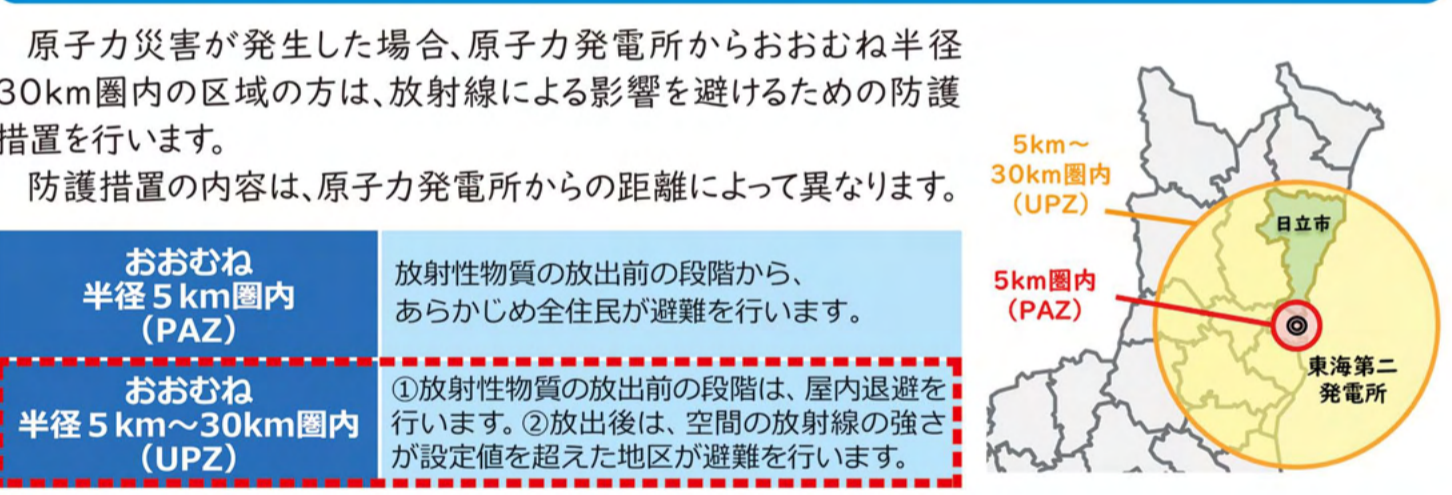 原子力災害が発生した場合、原子力発電所からおおむね半径
30km圏内の区域の方は、放射線による影響を避けるための防護
措置を行います。
防護措置の内容は、原子力発電所からの距離によって異なります。
おおむね
半径5km圏内
(PAZ)
放射性物質の放出前の段階から、
あらかじめ全住民が避難を行います。
おおむね
半径5km～30km圏内
(UPZ)
①放射性物質の放出前の段階は、屋内退避を
行います。②放出後は、空間の放射線の強さ
が設定値を超えた地区が避難を行います。
5km～
30km圏内
(UPZ)
日立市
5km圏内
(PAZ)
東海第二
発電所